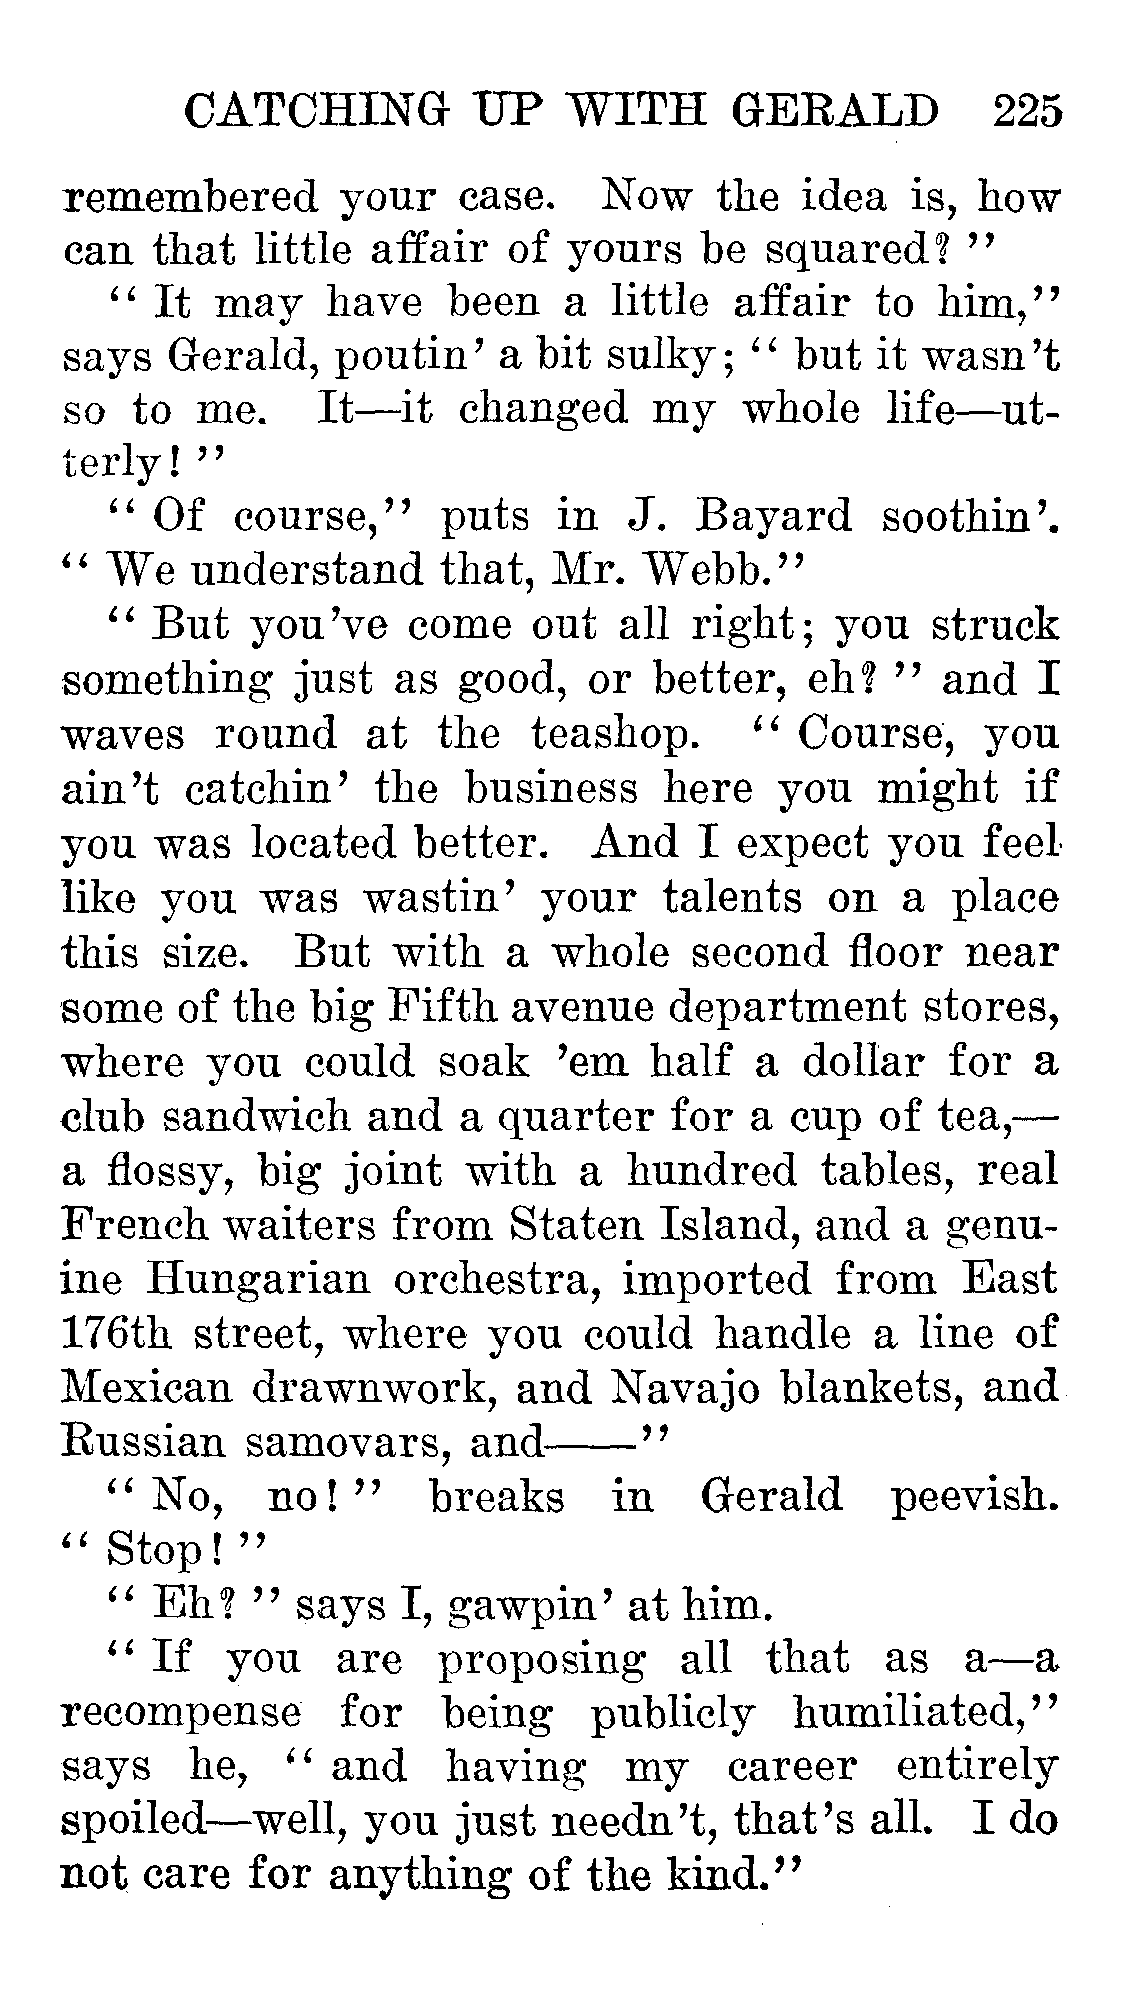 CATCHING UP WITH GERALD 225
remembered your case. Now the idea is, how
can that little affair of yours be squared?”
“It may have been a little affair to him,”
says Gerald, poutin’ a bit sulky; “but it wasn’t
so to me. It—it changed my whole life—ut-
terly!”
“Of course,” puts in J. Bayard soothin’.
“We understand that, Mr. Webb.”
“But you’ve come out all right; you struck
something just as good, or better, eh?” and I
waves round at the teashop. “Course, you
ain’t catchin’ the business here you might if
you was located better. And I expect you feel
like you was wastin’ your talents on a place
this size. But with a whole second floor near
some of the big Fifth avenue department stores,
where you could soak ’em half a dollar for a
club sandwich and a quarter for a cup of tea,—
a flossy, big joint with a hundred tables, real
French waiters from Staten Island, and a genu-
ine Hungarian orchestra, imported from East
176th street, where you could handle a line of
Mexican drawnwork, and Navajo blankets, and
Russian samovars, and——”
“No, no!” breaks in Gerald peevish.
“Stop!”
“Eh?” says I, gawpin’ at him.
“If you are proposing all that as a—a
recompense for being publicly humiliated,”
says he, “and having my career entirely
spoiled—well, you just needn’t, that’s all. I do
not care for anything of the kind.”